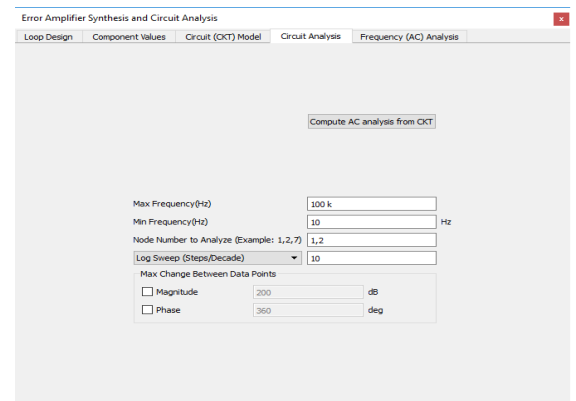 Error Amplifier Synthesis and Circuit Analysis
x
Loop Design Component Values Circuit (CKT) Model Circuit Analysis Frequency (AC) Analysis
Compute AC analysis from CKT
Max Frequency(Hz) 100 k
Min Frequency(Hz) 10 Hz
Node Number to Analyze (Example: 1,2,7) 1,2
Log Sweep (Steps/Decade) 10
Max Change Between Data Points
Magnitude 200 dB
Phase 360 deg